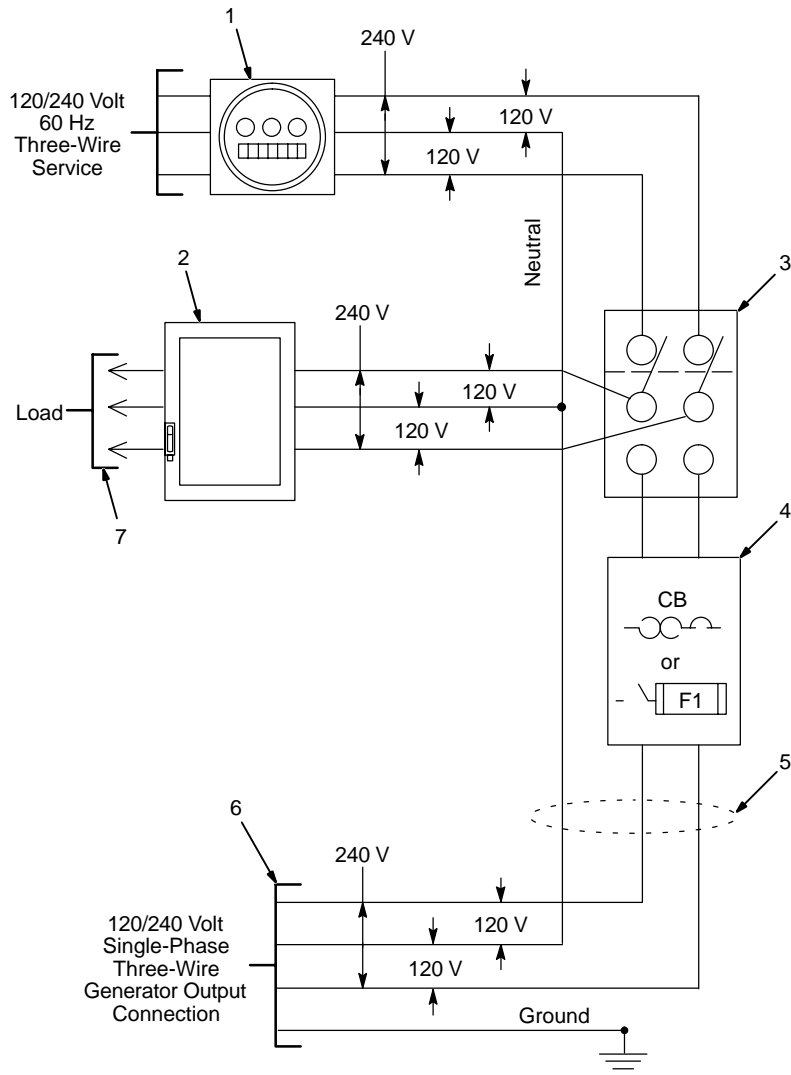 1
240 V
120/240 Volt
60 Hz
Three-Wire
Service
120 V
120 V
Neutral
2
3
240 V
120 V
Load
120 V
7
4
CB
or
F1
5
6
240 V
120/240 Volt
Single-Phase
Three-Wire
Generator Output
Connection
120 V
120 V
Ground